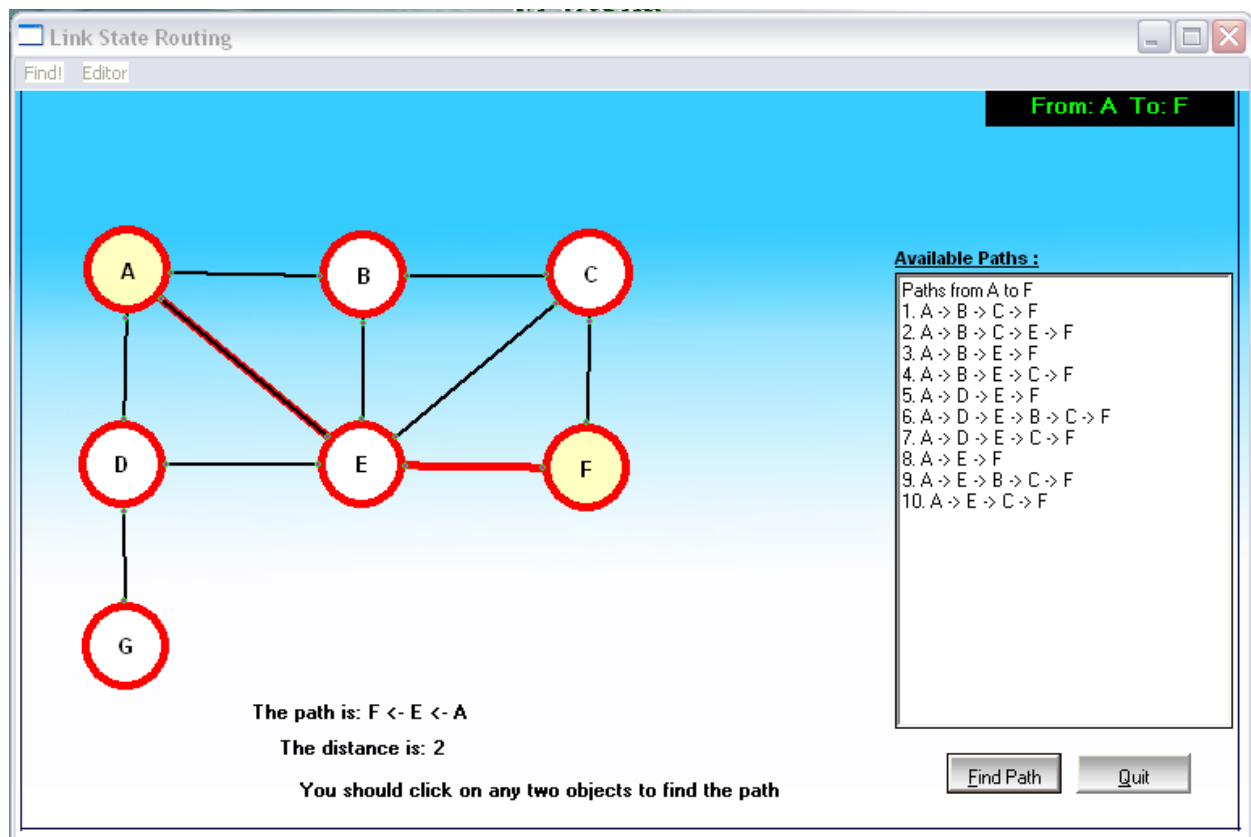 Link State Routing
Find! Editor
From: A To: F
A
B
C
D
E
F
G
Available Paths :
Paths from A to F
1. A -> B -> C -> F
2. A -> B -> C -> E -> F
3. A -> B -> E -> F
4. A -> B -> E -> C -> F
5. A -> D -> E -> F
6. A -> D -> E -> B -> C -> F
7. A -> D -> E -> C -> F
8. A -> E -> F
9. A -> E -> B -> C -> F
10. A -> E -> C -> F
The path is: F <- E <- A
The distance is: 2
You should click on any two objects to find the path
Find Path
Quit